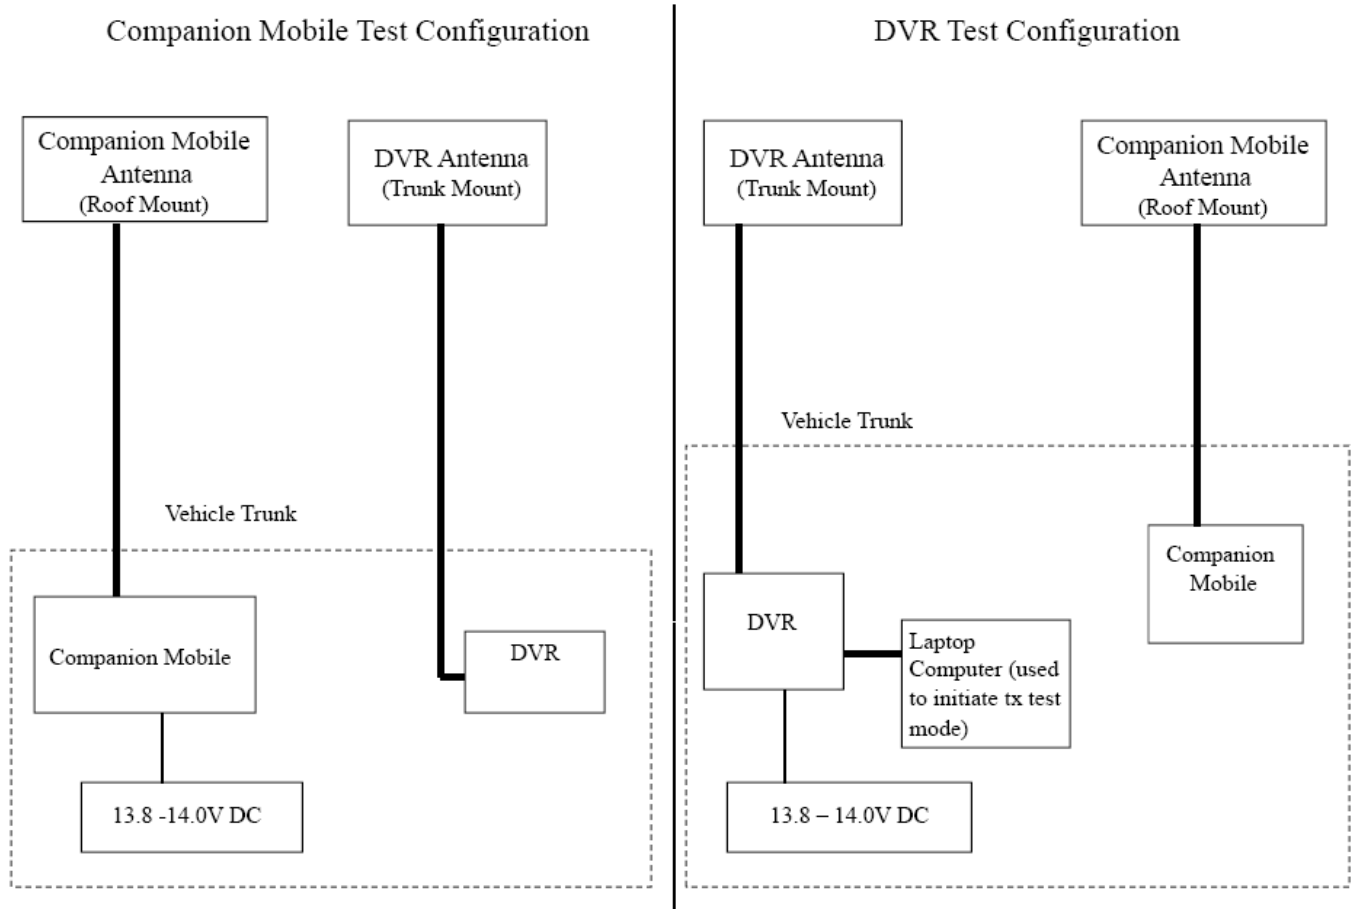 Companion Mobile Test Configuration
Companion Mobile
Antenna
(Roof Mount)
DVR Antenna
(Trunk Mount)
Vehicle Trunk
Companion Mobile
DVR
13.8 -14.0V DC
DVR Test Configuration
DVR Antenna
(Trunk Mount)
Companion Mobile
Antenna
(Roof Mount)
Vehicle Trunk
Companion
Mobile
DVR
Laptop
Computer (used
to initiate tx test
mode)
13.8 – 14.0V DC